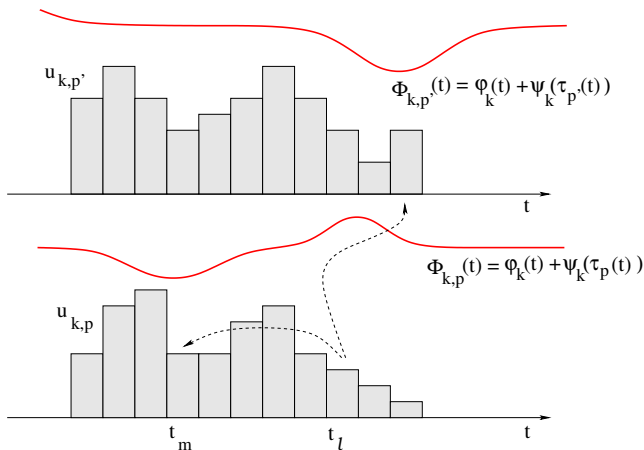 u_{k,p'}
Φ_{k,p'}(t) = φ_k(t) + ψ_k(τ_{p'}(t))
t
Φ_{k,p}(t) = φ_k(t) + ψ_k(τ_p(t)
u_{k,p}
t_m t_l t